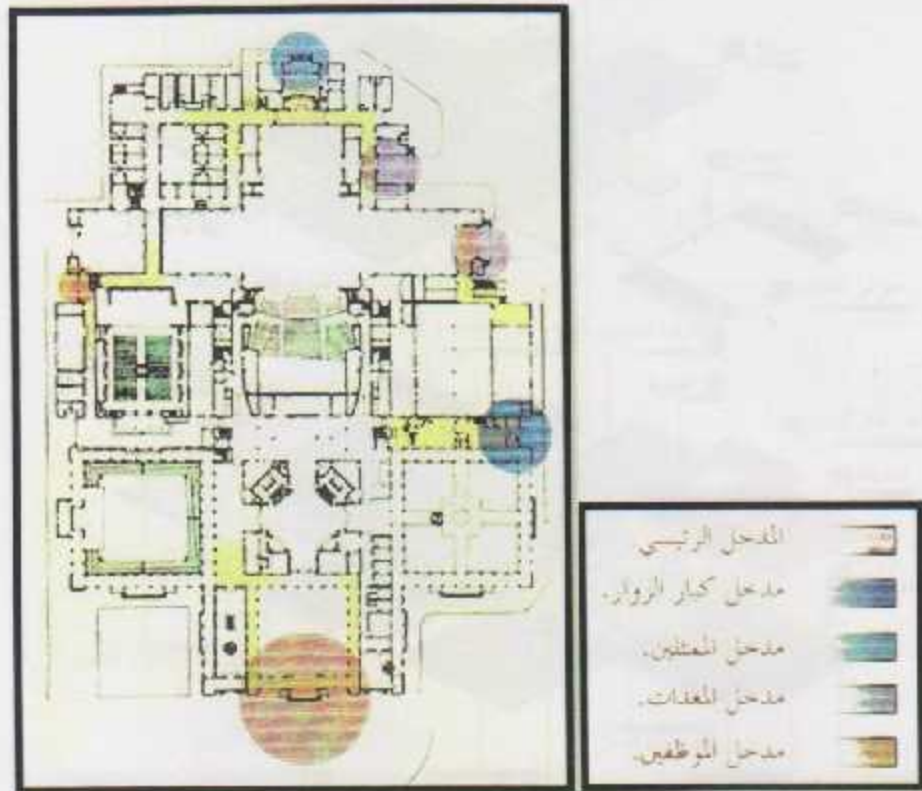 المدخل الرئيسي
مدخل كبار الزوار.
مدخل الممثلين.
مدخل المعدات.
مدخل الموظفين.